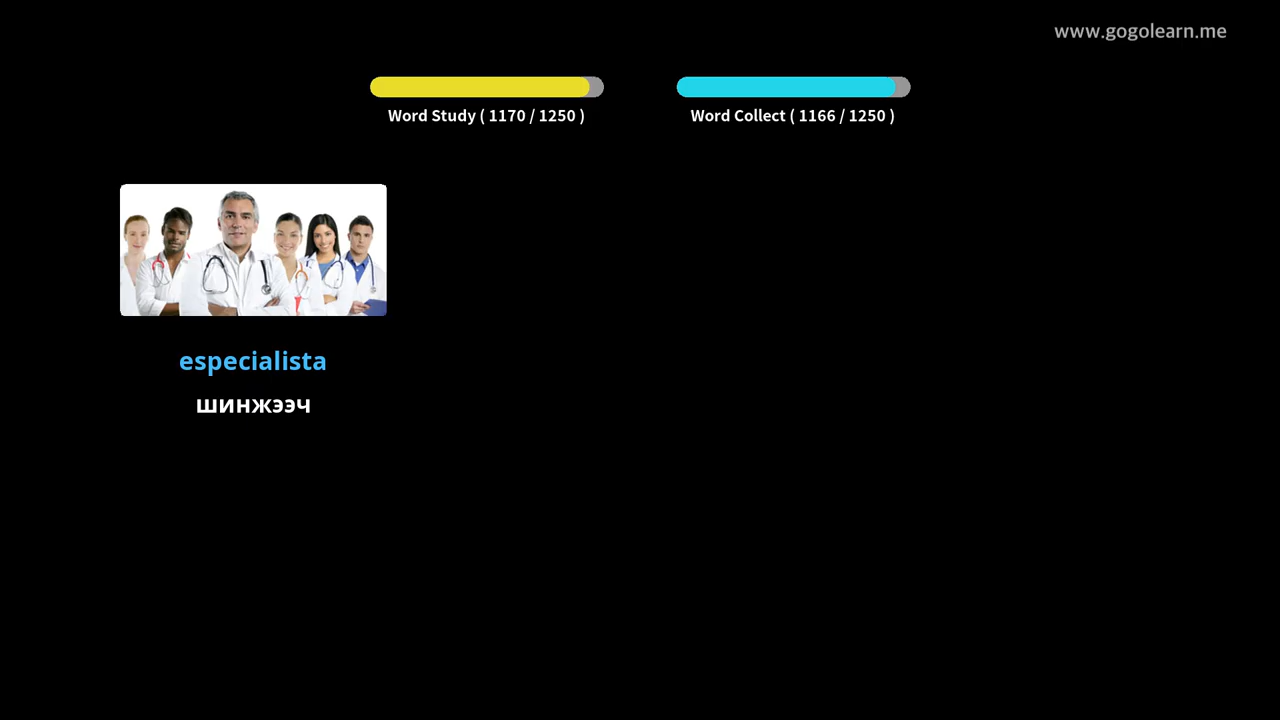 www.gogolearn.me
Word Study ( 1170 / 1250 )
Word Collect ( 1166 / 1250 )
especialista
шинжээч